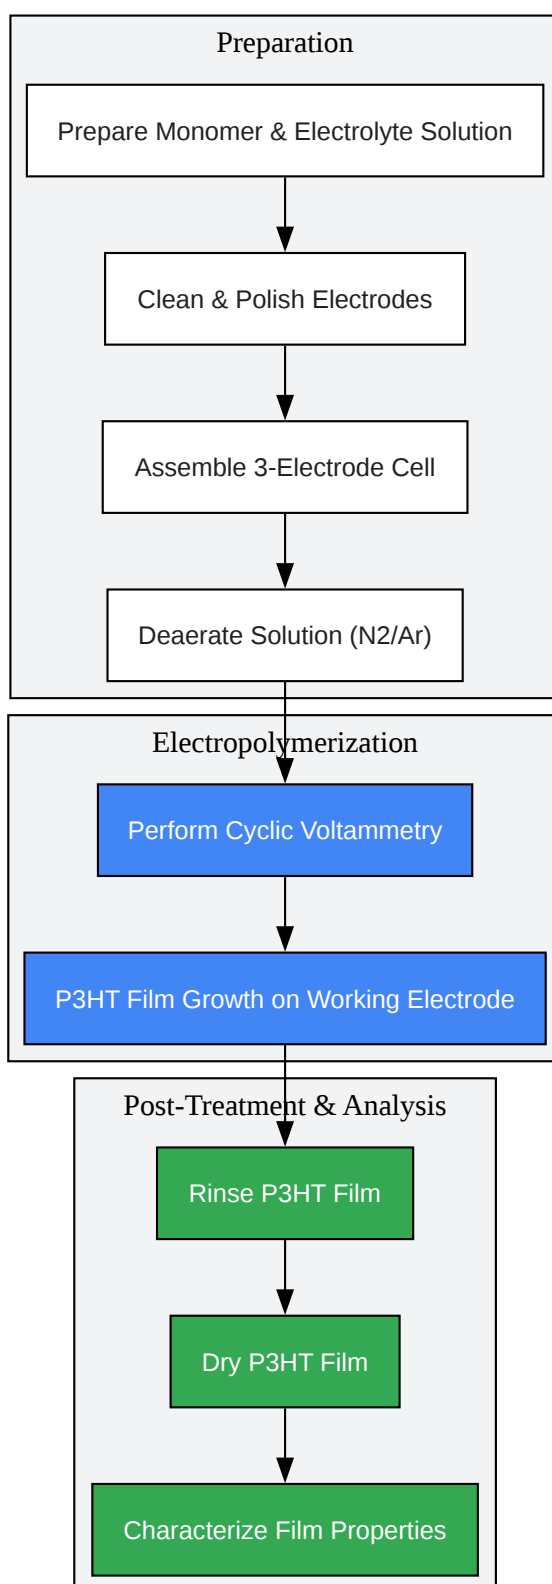 Preparation
Prepare Monomer & Electrolyte Solution
Clean & Polish Electrodes
Assemble 3-Electrode Cell
Deaerate Solution (N2/Ar)
Electropolymerization
Perform Cyclic Voltammetry
P3HT Film Growth on Working Electrode
Post-Treatment & Analysis
Rinse P3HT Film
Dry P3HT Film
Characterize Film Properties